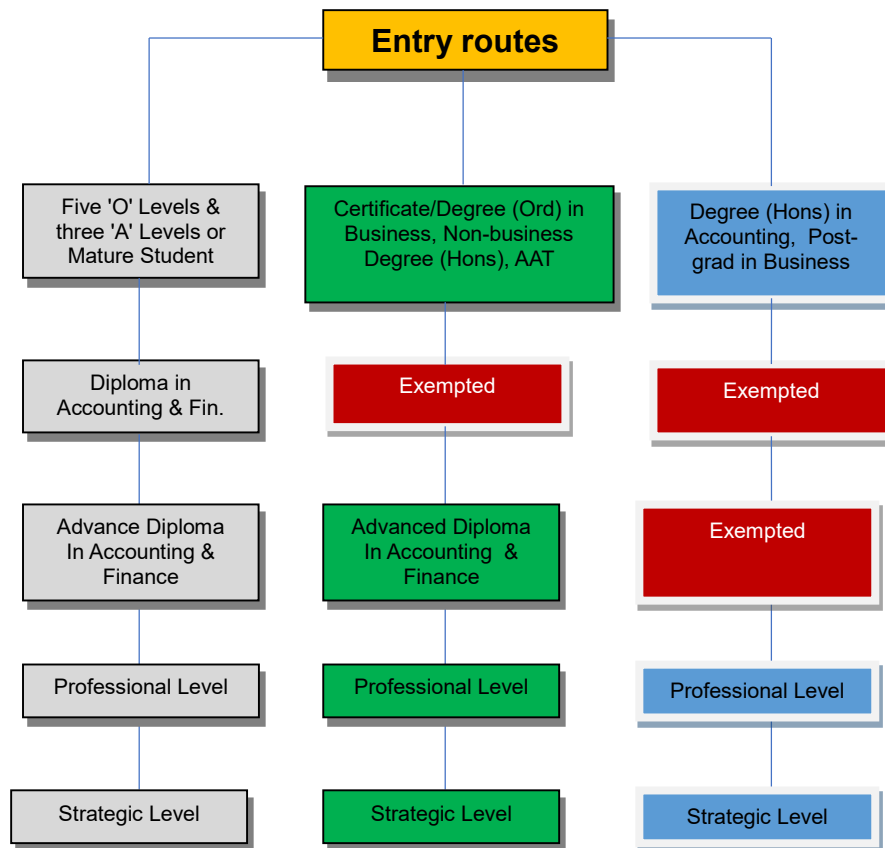 Entry routes
Five 'O' Levels &
three 'A' Levels or
Mature Student
Certificate/Degree (Ord) in
Business, Non-business
Degree (Hons), AAT
Degree (Hons) in
Accounting, Post-
grad in Business
Diploma in
Accounting & Fin.
Exempted
Exempted
Advance Diploma
In Accounting &
Finance
Advanced Diploma
In Accounting &
Finance
Exempted
Professional Level
Professional Level
Professional Level
Strategic Level
Strategic Level
Strategic Level